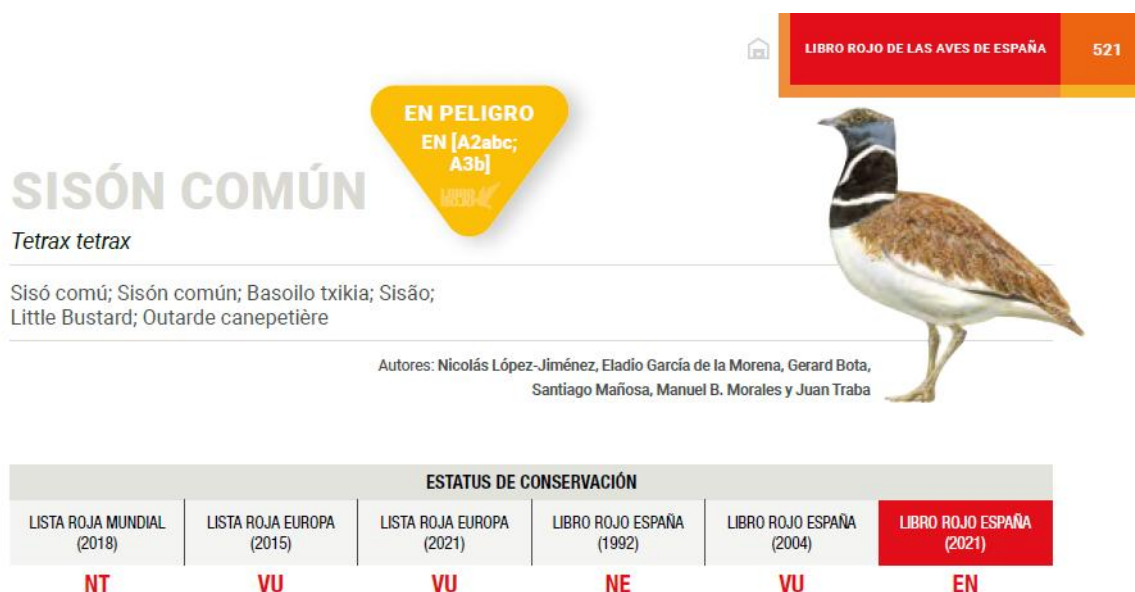 LIBRO ROJO DE LAS AVES DE ESPAÑA
521
EN PELIGRO
EN [A2abc;
A3b]
LIBRO
ROJO
SISÓN COMÚN
Tetrax tetrax
Sisó comú; Sisón común; Basoilo txikia; Sisão;
Little Bustard; Outarde canepetière
Autores: Nicolás López-Jiménez, Eladio García de la Morena, Gerard Bota,
Santiago Mañosa, Manuel B. Morales y Juan Traba
ESTATUS DE CONSERVACIÓN
LISTA ROJA MUNDIAL
(2018)
LISTA ROJA EUROPA
(2015)
LISTA ROJA EUROPA
(2021)
LIBRO ROJO ESPAÑA
(1992)
LIBRO ROJO ESPAÑA
(2004)
LIBRO ROJO ESPAÑA
(2021)
NT
VU
VU
NE
VU
EN